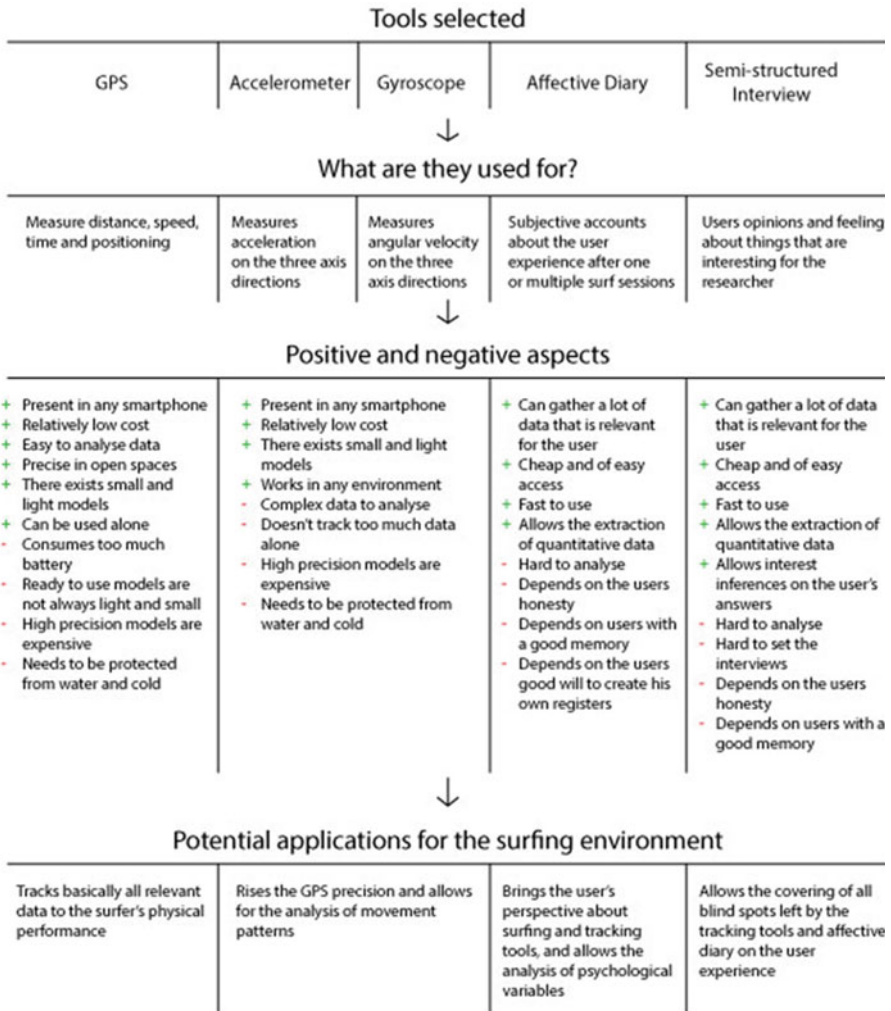 Tools selected
GPS
Accelerometer
Gyroscope
Affective Diary
Semi-structured
Interview
What are they used for?
Measure distance, speed,
time and positioning
Measures
acceleration
on the three axis
directions
Measures
angular velocity
on the three
axis directions
Subjective accounts
about the user
experience after one
or multiple surf sessions
Users opinions and feeling
about things that are
interesting for the
researcher
Positive and negative aspects
+ Present in any smartphone
+ Relatively low cost
+ Easy to analyse data
+ Precise in open spaces
+ There exists small and
light models
+ Can be used alone
- Consumes too much
battery
- Ready to use models are
not always light and small
- High precision models are
expensive
- Needs to be protected
from water and cold
+ Present in any smartphone
+ Relatively low cost
+ There exists small and light
models
+ Works in any environment
- Complex data to analyse
- Doesn't track too much data
alone
- High precision models are
expensive
- Needs to be protected from
water and cold
+ Can gather a lot of
data that is relevant
for the user
+ Cheap and of easy
access
+ Fast to use
+ Allows the extraction
of quantitative data
- Hard to analyse
- Depends on the users
honesty
- Depends on users with
a good memory
- Depends on the users
good will to create his
own registers
+ Can gather a lot of data
that is relevant for the
user
+ Cheap and of easy
access
+ Fast to use
+ Allows the extraction of
quantitative data
+ Allows interest
inferences on the user's
answers
- Hard to analyse
- Hard to set the
interviews
- Depends on the users
honesty
- Depends on users with a
good memory
Potential applications for the surfing environment
Tracks basically all relevant
data to the surfer's physical
performance
Rises the GPS precision and allows
for the analysis of movement
patterns
Brings the user's
perspective about
surfing and tracking
tools, and allows the
analysis of psychological
variables
Allows the covering of all
blind spots left by the
tracking tools and affective
diary on the user
experience